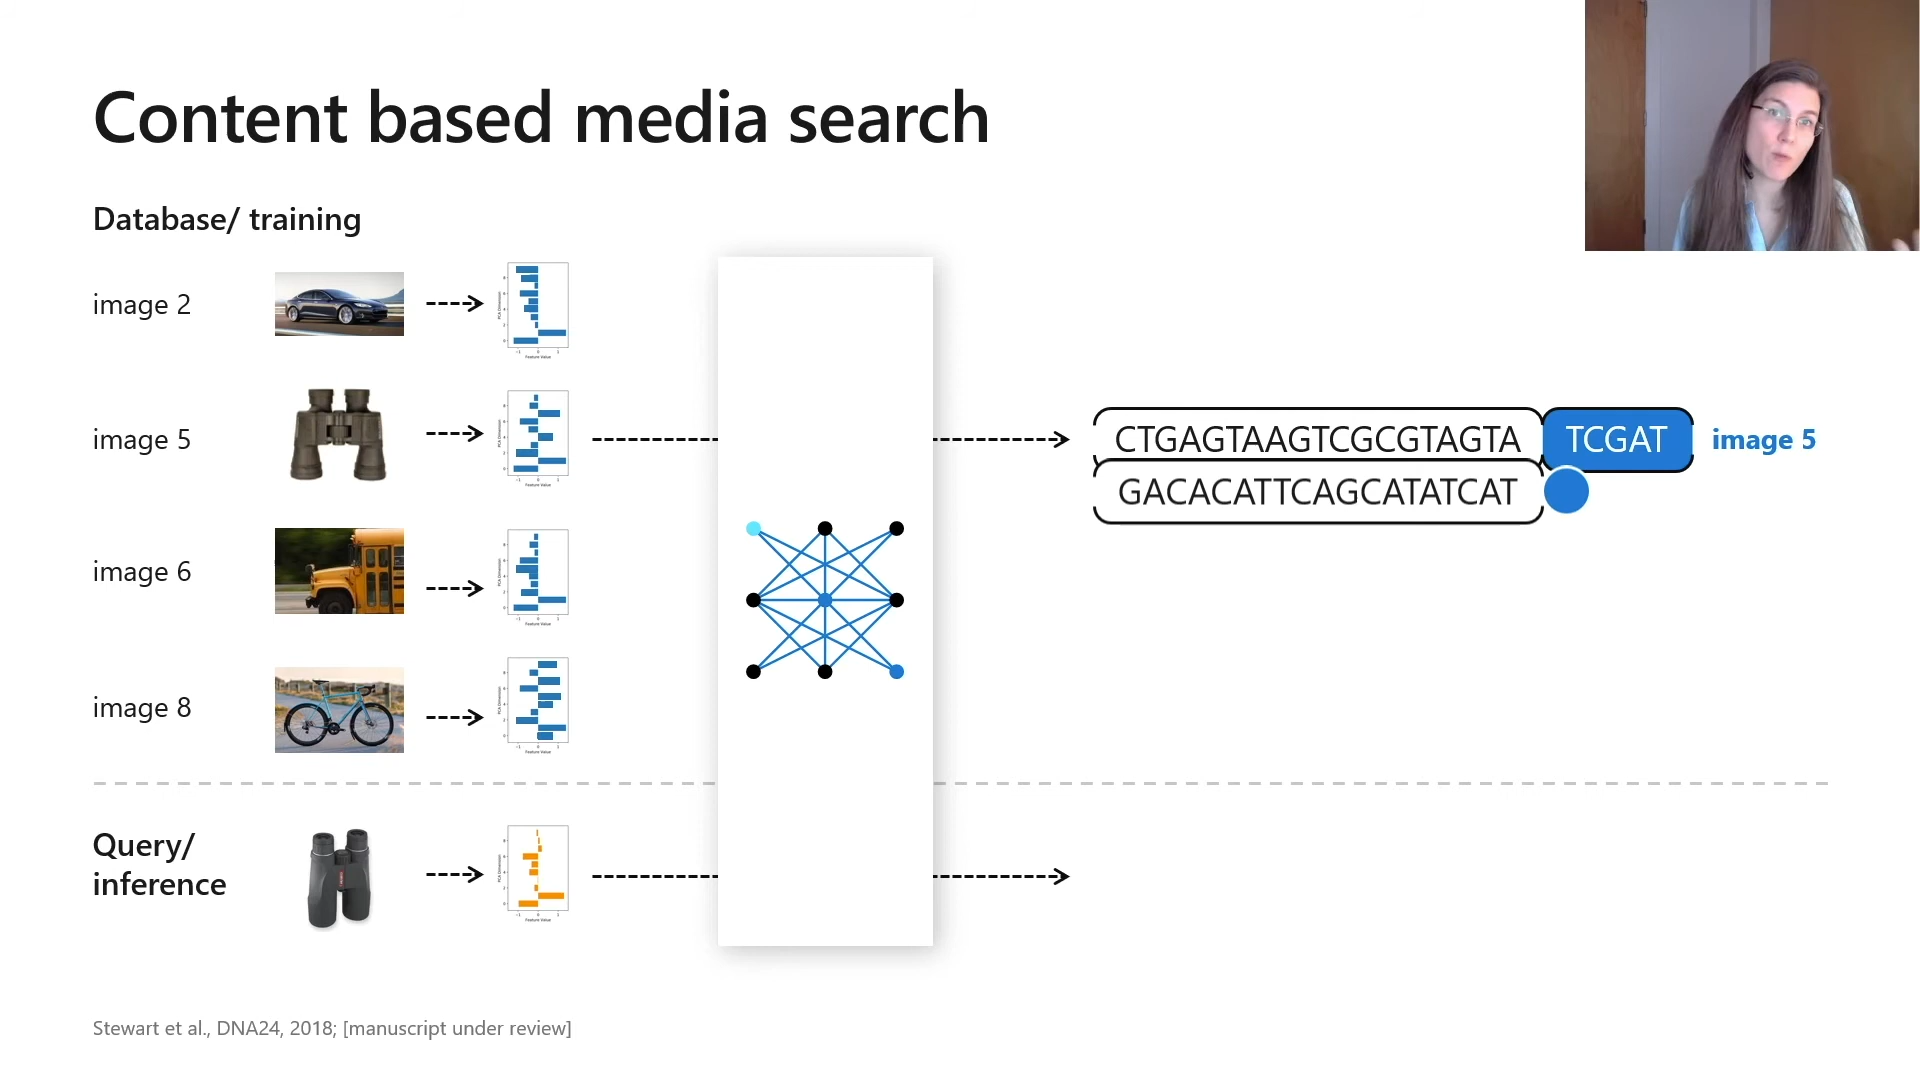 Content based media search
Database/ training
image 2
image 5
CTGAGTAAGTCGCGTAGTA
TCGAT
image 5
GACACATTCAGCATATCAT
image 6
image 8
Query/
inference
Stewart et al., DNA24, 2018; [manuscript under review]